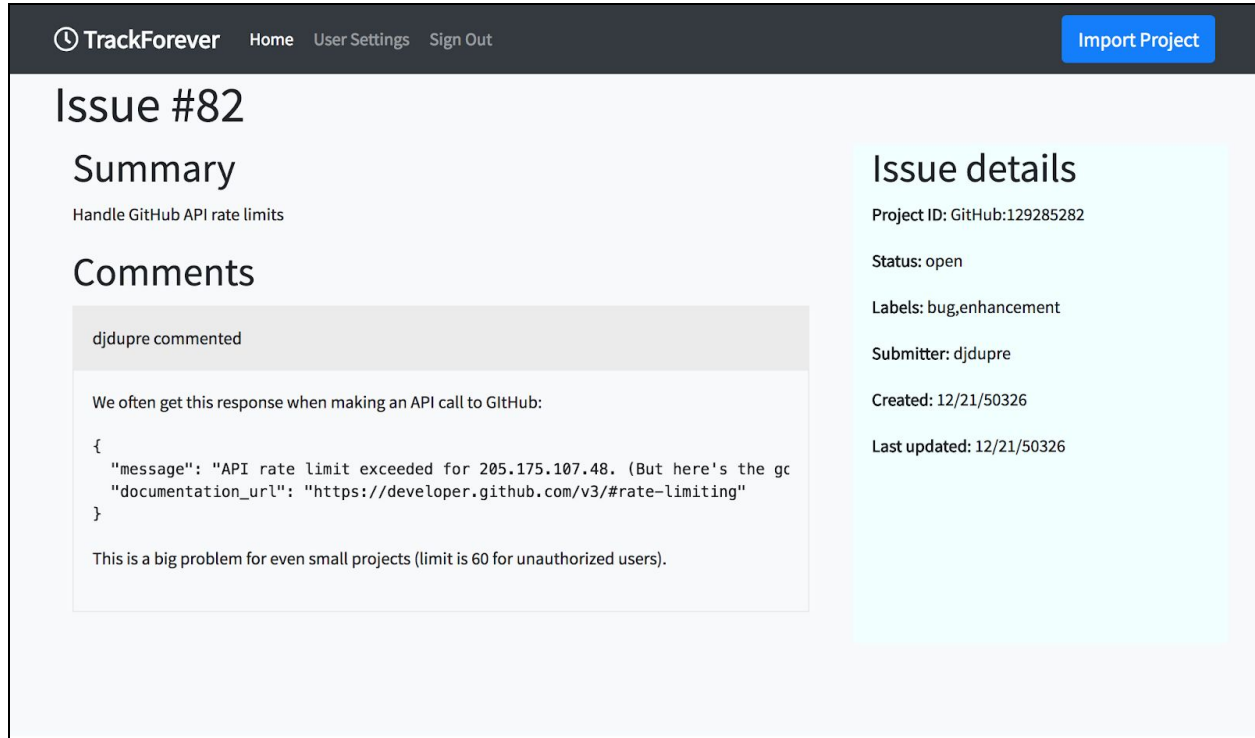 TrackForever Home User Settings Sign Out Import Project
Issue #82
Summary
Handle GitHub API rate limits
Comments
djdupre commented
We often get this response when making an API call to GItHub:
{
"message": "API rate limit exceeded for 205.175.107.48. (But here's the gc
"documentation_url": "https://developer.github.com/v3/#rate-limiting"
}
This is a big problem for even small projects (limit is 60 for unauthorized users).
Issue details
Project ID: GitHub:129285282
Status: open
Labels: bug,enhancement
Submitter: djdupre
Created: 12/21/50326
Last updated: 12/21/50326